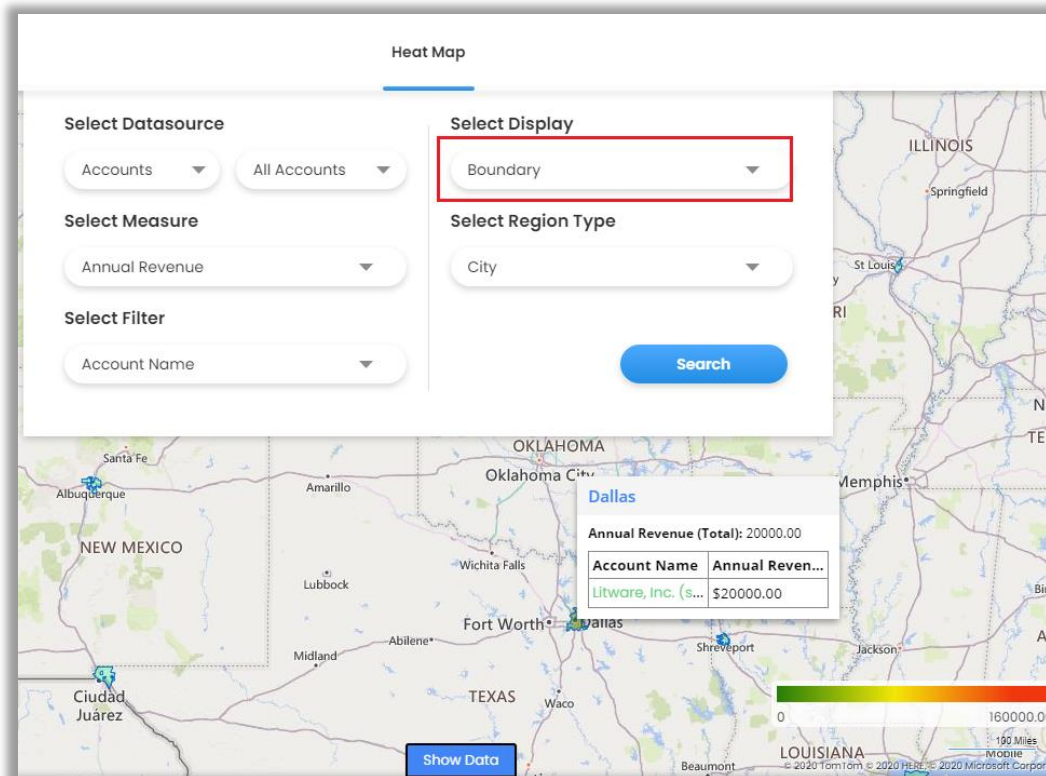 Heat Map
Select Datasource
Select Display
Accounts
All Accounts
Boundary
Select Measure
Select Region Type
Annual Revenue
City
Select Filter
Account Name
Search
ILLINOIS
Springfield
St Louis
RI
N
TE
OKLAHOMA
Oklahoma City
Santa Fe
Albuquerque
Amarillo
Memphis
NEW MEXICO
Wichita Falls
Lubbock
Dallas
Annual Revenue (Total): 20000.00
Account Name Annual Reven...
Litware, Inc. (s... $20000.00
Fort Worth
Dallas
Abilene
Midland
Shreveport
Jackson
Ciudad
Juárez
TEXAS
Waco
0 160000.0
100 Miles
LOUISIANA
Mobile
Beaumont
© 2020 TomTom © 2020 HERE, © 2020 Microsoft Corpor
Show Data